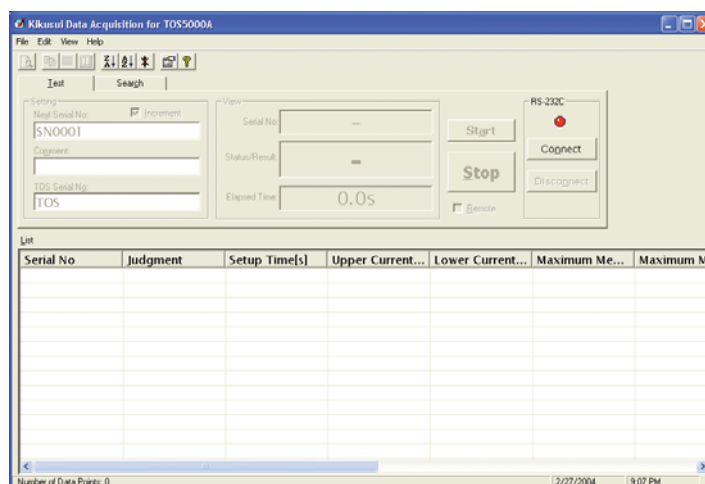 Kikusui Data Acquisition for TOS5000A
File Edit View Help
Test Search
Setting
Next Serial No:
Increment
SN0001
Comment:
TOS Serial No:
TOS
View
Serial No: –
Status/Result: –
Elapsed Time: 0.0s
Start
Stop
Remote
RS-232C
Connect
Disconnect
List
Serial No Judgment Setup Time[s] Upper Current... Lower Current... Maximum Me... Maximum M
Number of Data Points: 0 2/27/2004 9:07 PM